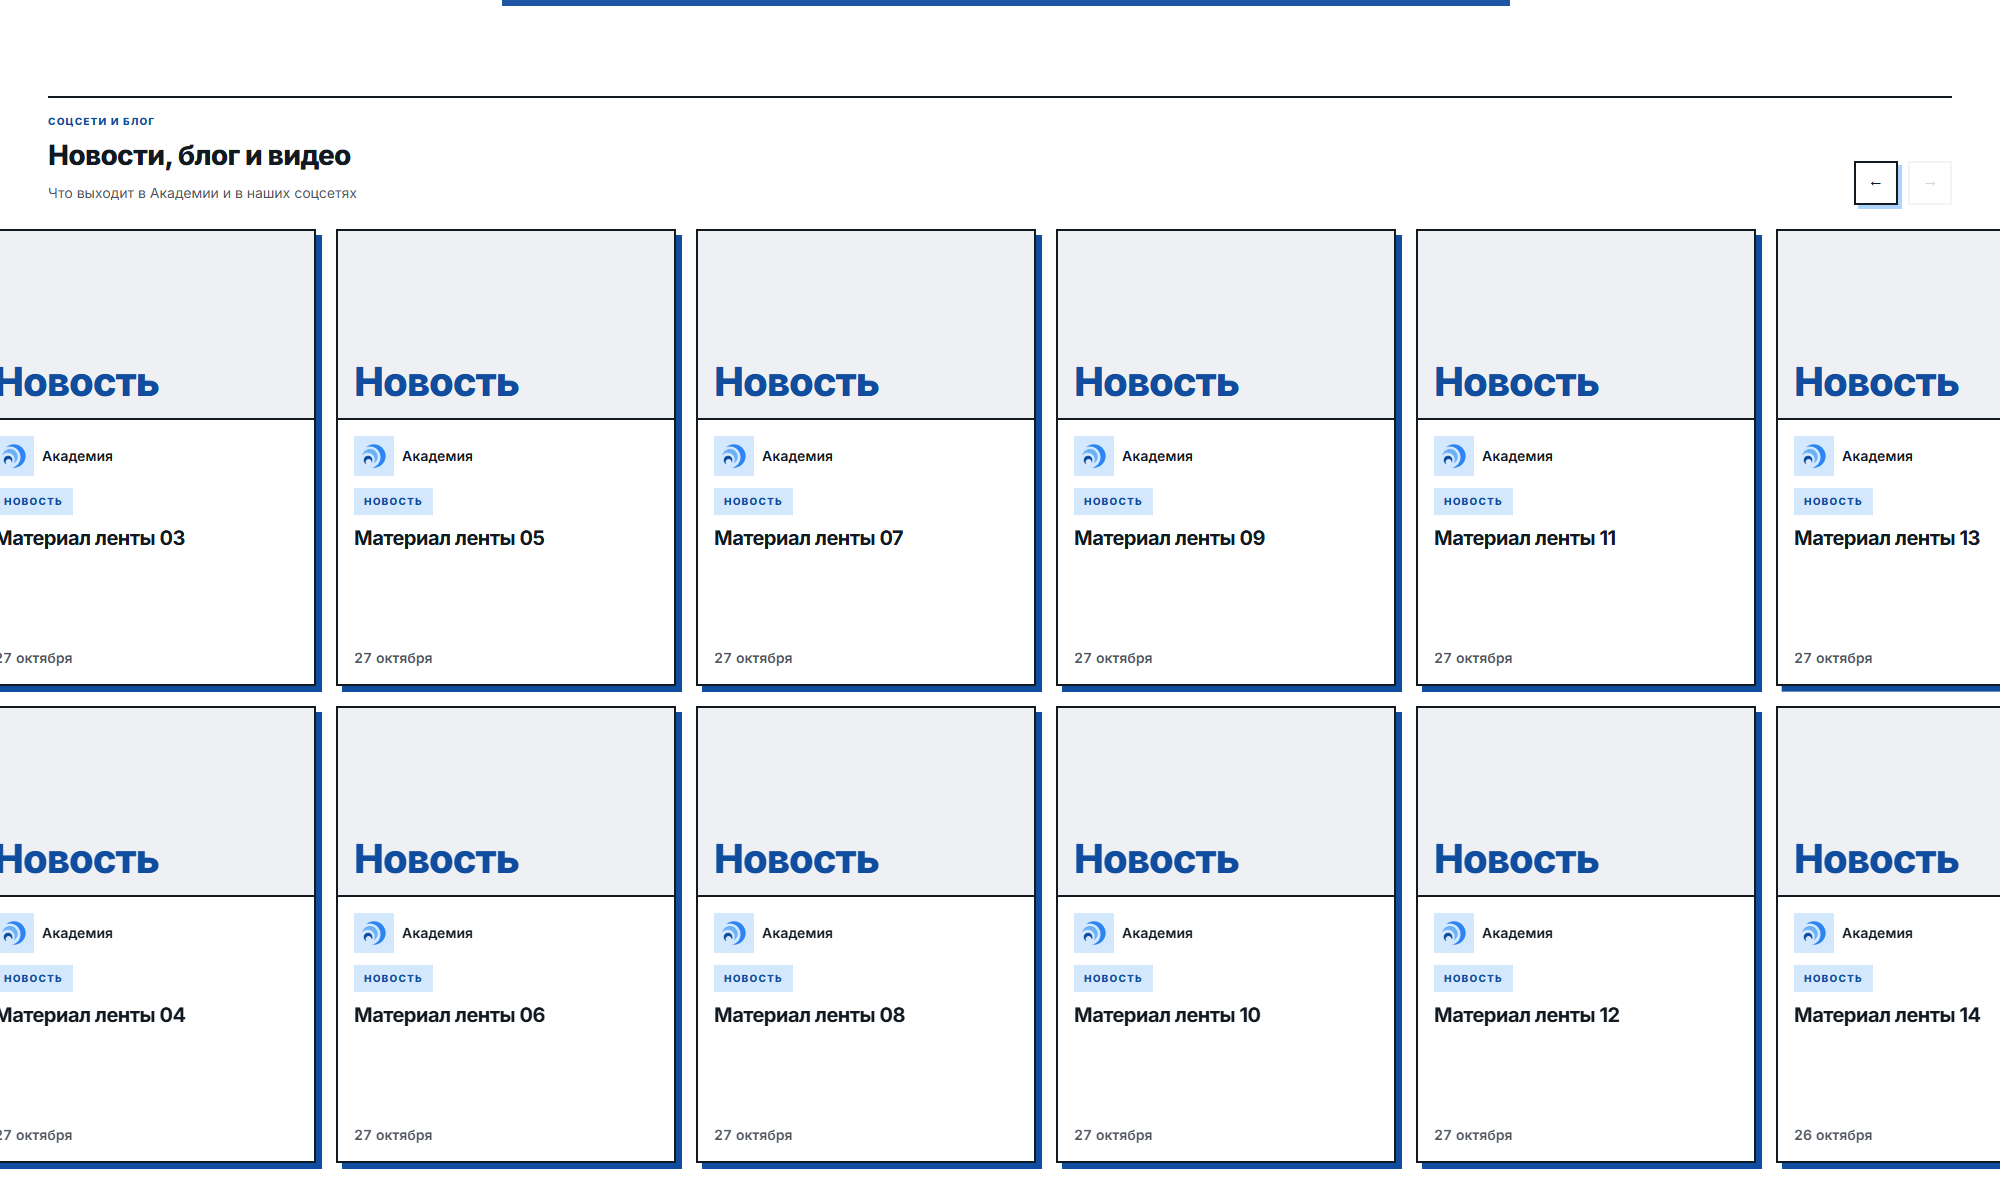 СОЦСЕТИ И БЛОГ
Новости, блог и видео
Что выходит в Академии и в наших соцсетях
← →
Новость Новость Новость Новость Новость Новость
Академия Академия Академия Академия Академия Академия
НОВОСТЬ НОВОСТЬ НОВОСТЬ НОВОСТЬ НОВОСТЬ НОВОСТЬ
Материал ленты 03 Материал ленты 05 Материал ленты 07 Материал ленты 09 Материал ленты 11 Материал ленты 13
27 октября 27 октября 27 октября 27 октября 27 октября 27 октября
Новость Новость Новость Новость Новость Новость
Академия Академия Академия Академия Академия Академия
НОВОСТЬ НОВОСТЬ НОВОСТЬ НОВОСТЬ НОВОСТЬ НОВОСТЬ
Материал ленты 04 Материал ленты 06 Материал ленты 08 Материал ленты 10 Материал ленты 12 Материал ленты 14
27 октября 27 октября 27 октября 27 октября 27 октября 26 октября